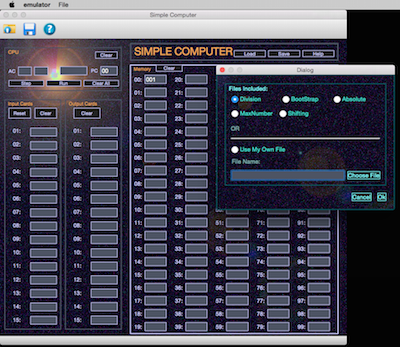 emulator File
Simple Computer
CPU
Clear
AC PC 00
Step Run Clear All
SIMPLE COMPUTER
Load Save Help
Input Cards Output Cards
Reset Clear Clear
01: 01:
02: 02:
03: 03:
04: 04:
05: 05:
06: 06:
07: 07:
08: 08:
09: 09:
10: 10:
11: 11:
12: 12:
13: 13:
14: 14:
15: 15:
Memory Clear
00: 001 20:
01: 21:
02: 22:
03: 23:
04: 24:
05: 25:
06: 26:
07: 27:
08: 28:
09: 29:
10: 30: 50: 70: 90:
11: 31: 51: 71: 91:
12: 32: 52: 72: 92:
13: 33: 53: 73: 93:
14: 34: 54: 74: 94:
15: 35: 55: 75: 95:
16: 36: 56: 76: 96:
17: 37: 57: 77: 97:
18: 38: 58: 78: 98:
19: 39: 59: 79: 99:
Dialog
Files Included:
Division BootStrap Absolute
MaxNumber Shifting
OR
Use My Own File
File Name:
Choose File
Cancel Ok